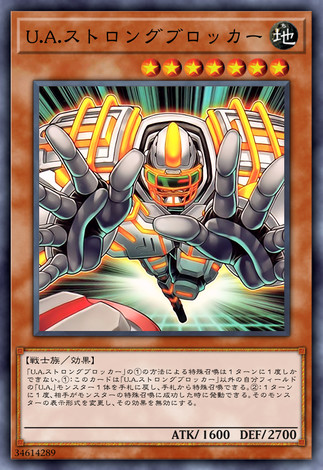 U.A.ストロングブロッカー 地
【戦士族／効果】
「U.A.ストロングブロッカー」の①の方法による特殊召喚は1ターンに1度しか
できない。①：このカードは「U.A.ストロングブロッカー」以外の自分フィールド
の「U.A.」モンスター1体を手札に戻し、手札から特殊召喚できる。②：1ターン
に1度、相手がモンスターの特殊召喚に成功した時に発動できる。そのモン
スターの表示形式を変更し、その効果を無効にする。
ATK/1600 DEF/2700
34614289